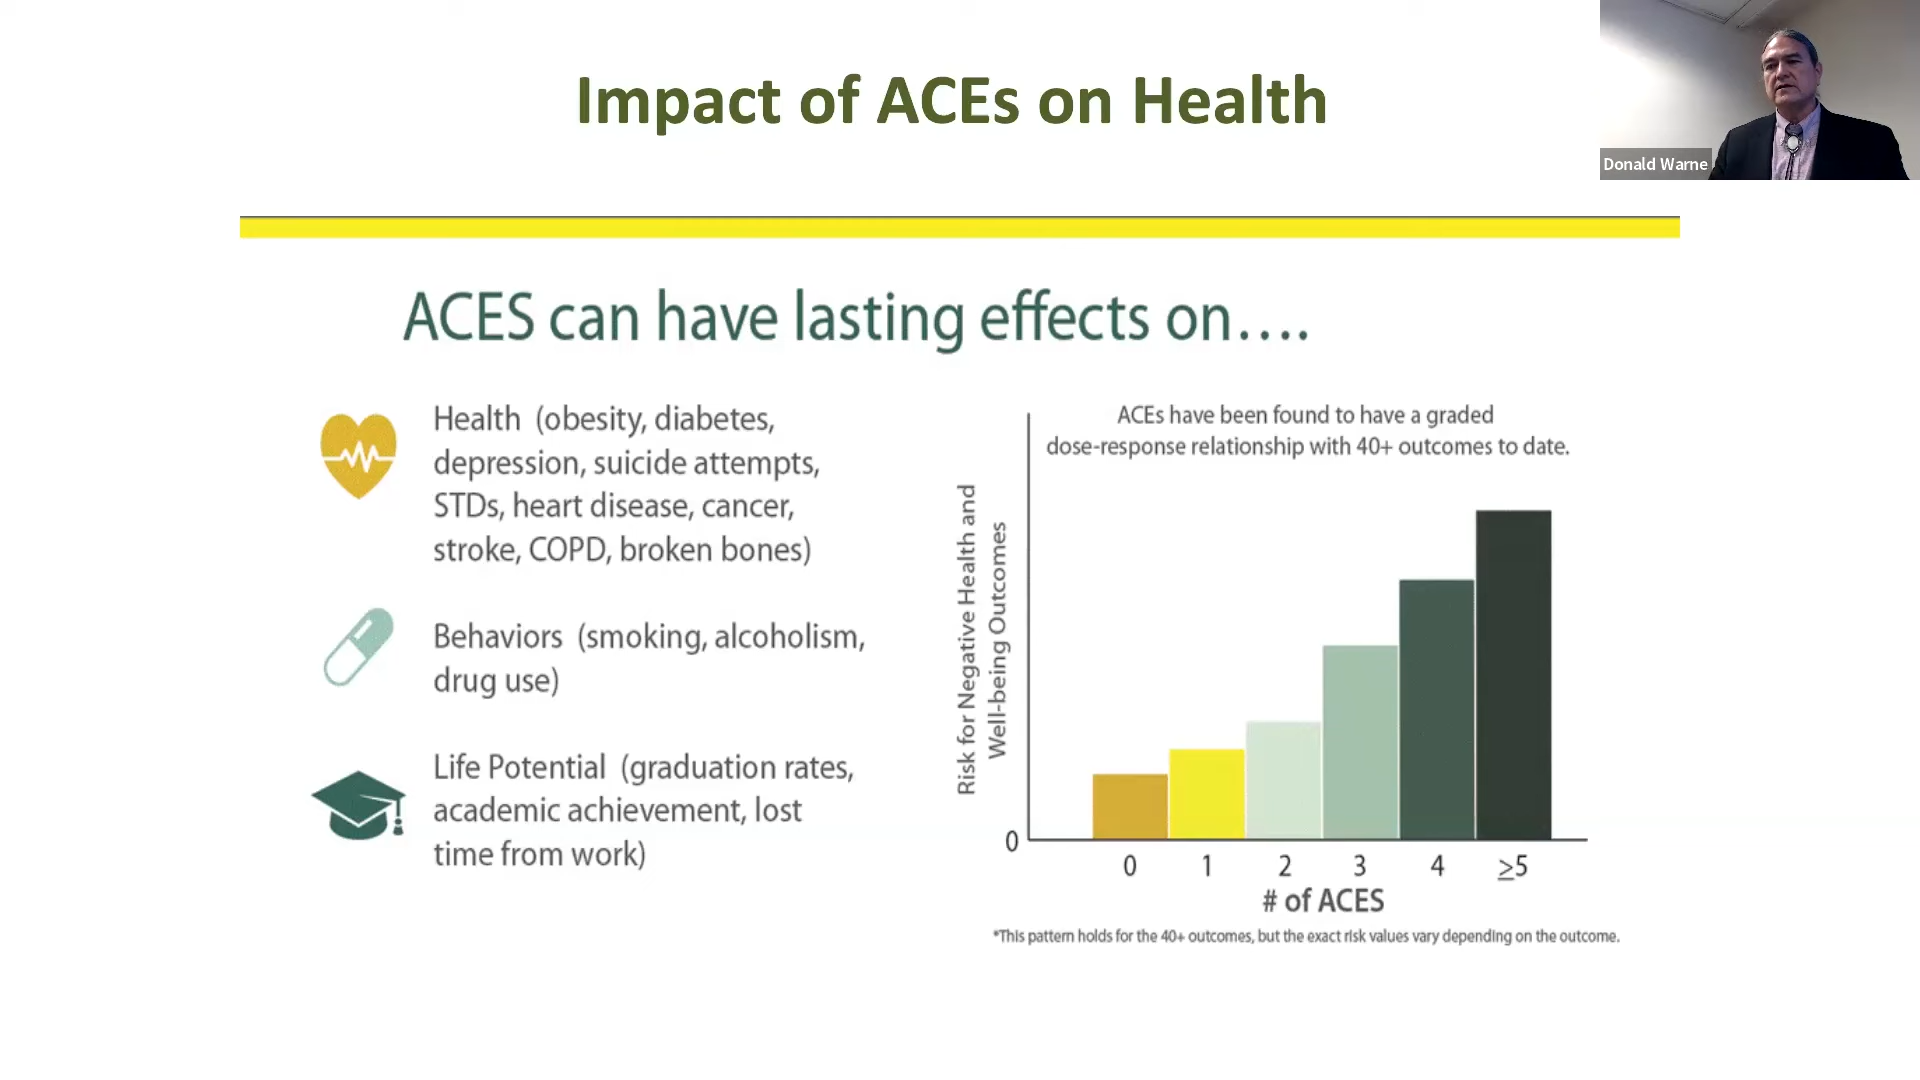 Impact of ACEs on Health
Donald Warne
ACES can have lasting effects on….
Health (obesity, diabetes,
depression, suicide attempts,
STDs, heart disease, cancer,
stroke, COPD, broken bones)
Behaviors (smoking, alcoholism,
drug use)
Life Potential (graduation rates,
academic achievement, lost
time from work)
ACEs have been found to have a graded
dose-response relationship with 40+ outcomes to date.
Risk for Negative Health and
Well-being Outcomes
0
0 1 2 3 4 ≥5
# of ACES
*This pattern holds for the 40+ outcomes, but the exact risk values vary depending on the outcome.